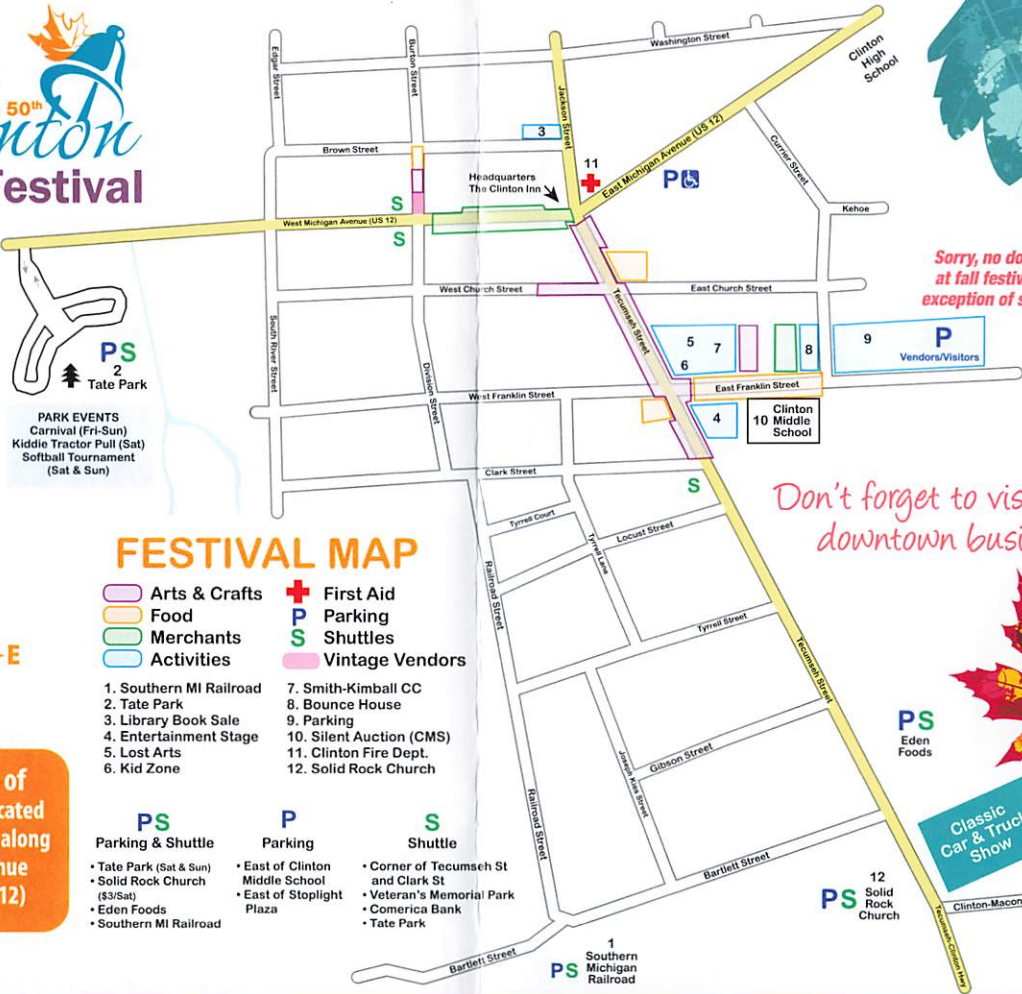 50th
Festival
Edgar Street
Burton Street
Washington Street
Clinton
High
School
Jackson Street
3
11
East Michigan Avenue (US 12)
P
Currier Street
Brown Street
Headquarters
The Clinton Inn
S
West Michigan Avenue (US 12)
S
Kehoe
Sorry, no
at fall
exception of
West Church Street
East Church Street
Tecumseh Street
South River Street
PS
2
Tate Park
5
7
6
8
9
P
Vendors/Visitors
East Franklin Street
West Franklin Street
Division Street
4
10
Clinton
Middle
School
PARK EVENTS
Carnival (Fri-Sun)
Kiddie Tractor Pull (Sat)
Softball Tournament
(Sat & Sun)
Clark Street
S
Don't forget to
downtown
Tyrrell Court
Locust Street
Tyrrell Lane
Railroad Street
Tyrrell Street
Tecumseh Street
FESTIVAL MAP
Arts & Crafts
Food
Merchants
Activities
First Aid
P Parking
S Shuttles
Vintage Vendors
1. Southern MI Railroad
2. Tate Park
3. Library Book Sale
4. Entertainment Stage
5. Lost Arts
6. Kid Zone
7. Smith-Kimball CC
8. Bounce House
9. Parking
10. Silent Auction (CMS)
11. Clinton Fire Dept.
12. Solid Rock Church
E
of
along
12)
PS
Parking & Shuttle
• Tate Park (Sat & Sun)
• Solid Rock Church
($3/Sat)
• Eden Foods
• Southern MI Railroad
P
Parking
• East of Clinton
Middle School
• East of Stoplight
Plaza
S
Shuttle
• Corner of Tecumseh St
and Clark St
• Veteran's Memorial Park
• Comerica Bank
• Tate Park
PS
Eden
Foods
Gibson Street
Joseph Kies Street
Railroad Street
Bartlett Street
Classic
Car & Truck
Show
12
PS
Solid
Rock
Church
Clinton-Macon
Tecumseh-Clinton Hwy
Bartlett Street
1
PS
Southern
Michigan
Railroad